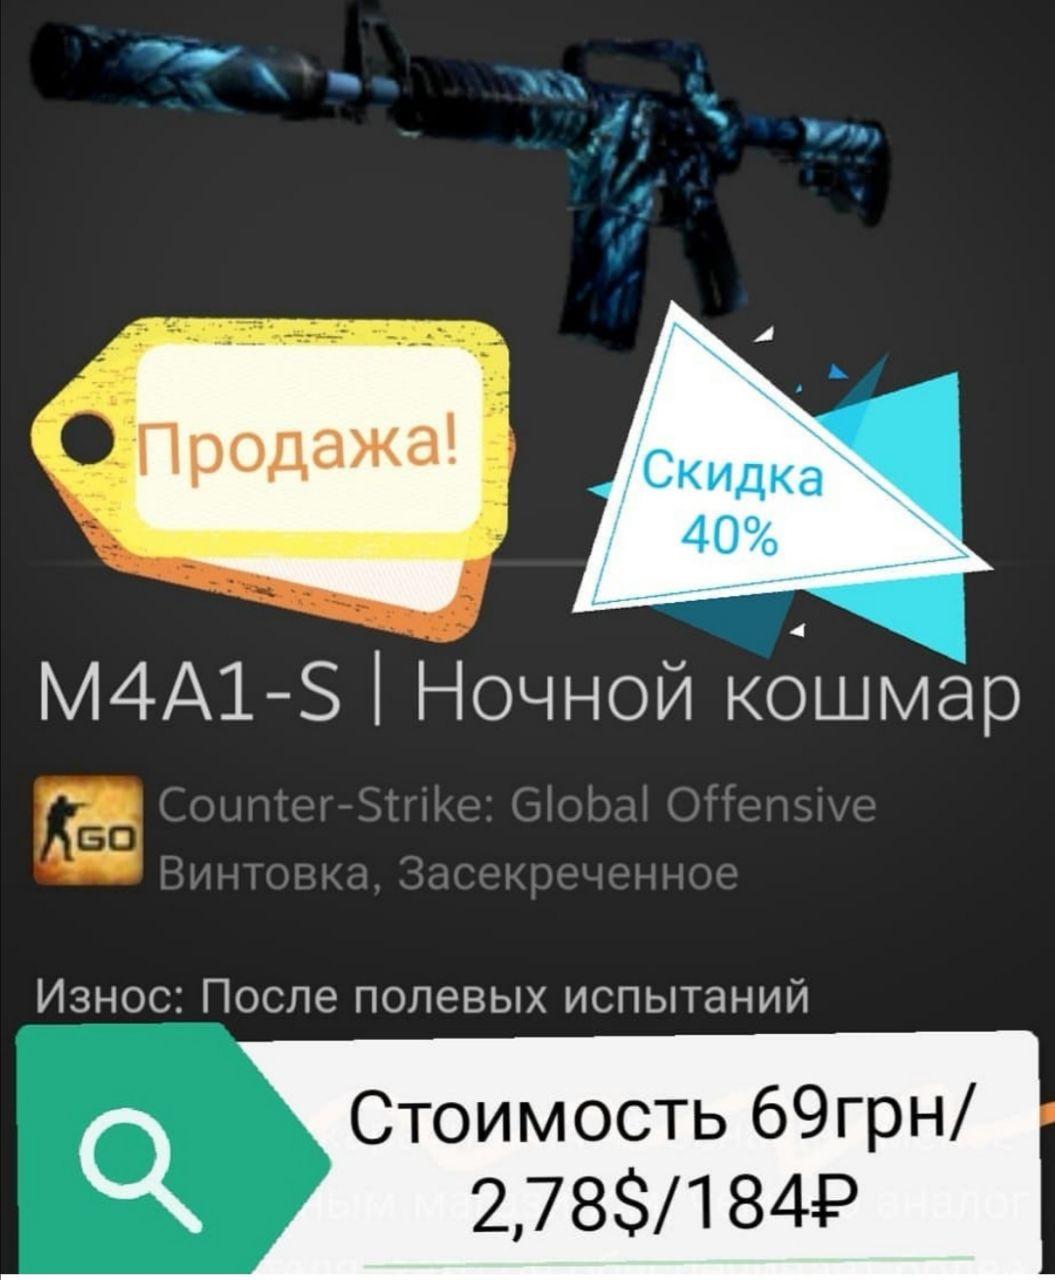 Продажа!
Скидка
40%
M4A1-S | Ночной кошмар
GO
Counter-Strike: Global Offensive
Винтовка, Засекреченное
Износ: После полевых испытаний
Стоимость 69грн/
2,78$/184₽
аналог